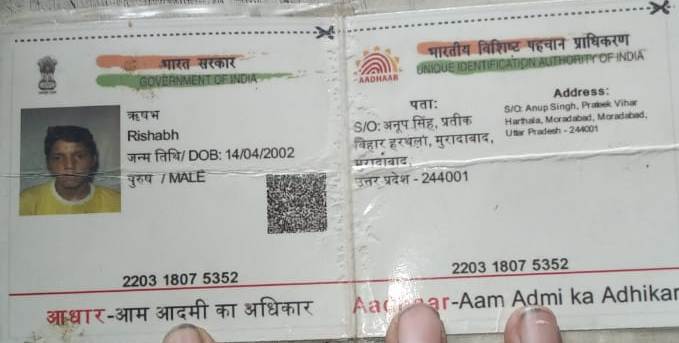 भारत सरकार
GOVERNMENT OF INDIA
ऋषभ
Rishabh
जन्म तिथि/ DOB: 14/04/2002
पुरुष / MALE
2203 1807 5352
आधार-आम आदमी का अधिकार
AADHAAR
भारतीय विशिष्ट पहचान प्राधिकरण
UNIQUE IDENTIFICATION AUTHORITY OF INDIA
पता:
S/O: अनूप सिंह, प्रतीक
विहार हरथला, मुरादाबाद,
मुरादाबाद,
उत्तर प्रदेश - 244001
Address:
S/O: Anup Singh, Prateek Vihar
Harthala, Moradabad, Moradabad,
Uttar Pradesh - 244001
2203 1807 5352
Aadhaar-Aam Admi ka Adhikar